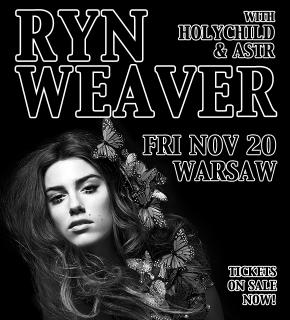 RYN
WEAVER
WITH
HOLYCHILD
& ASTR
FRI NOV 20
WARSAW
TICKETS
ON SALE
NOW!